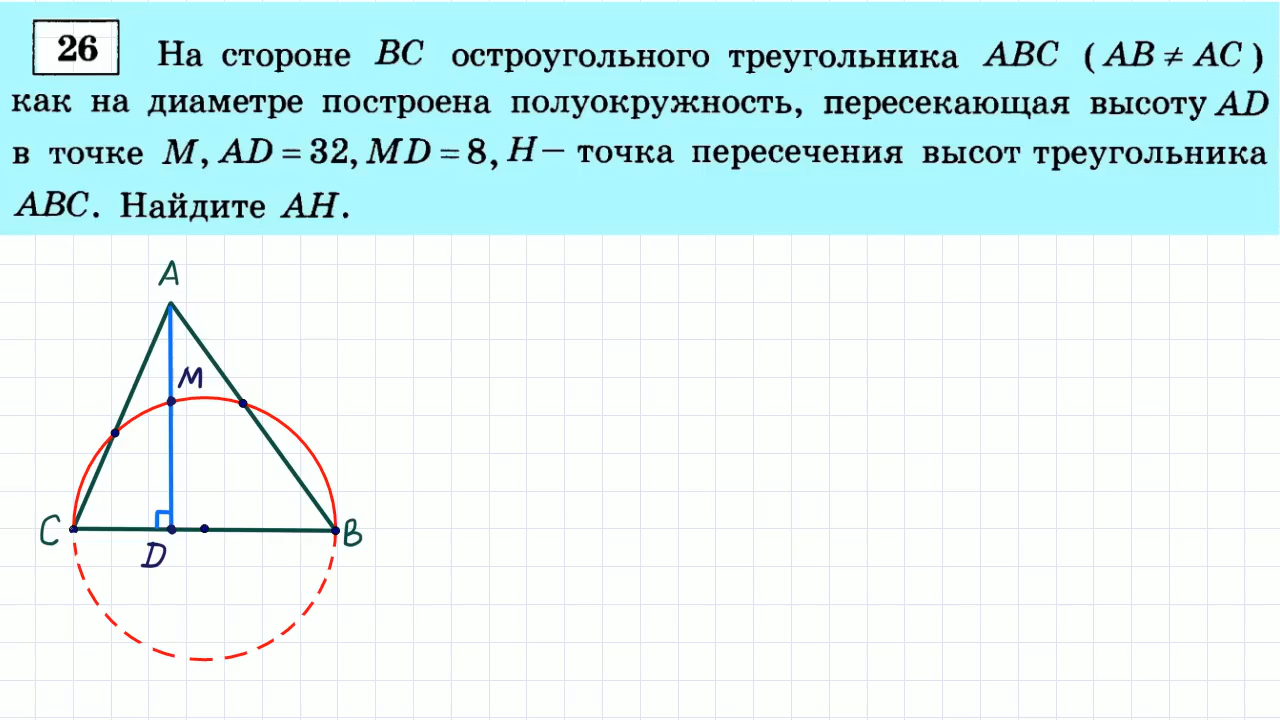 26 На стороне BC остроугольного треугольника ABC ( AB ≠ AC )
как на диаметре построена полуокружность, пересекающая высоту AD
в точке M, AD = 32, MD = 8, H − точка пересечения высот треугольника
ABC. Найдите AH.
A
M
C
B
D